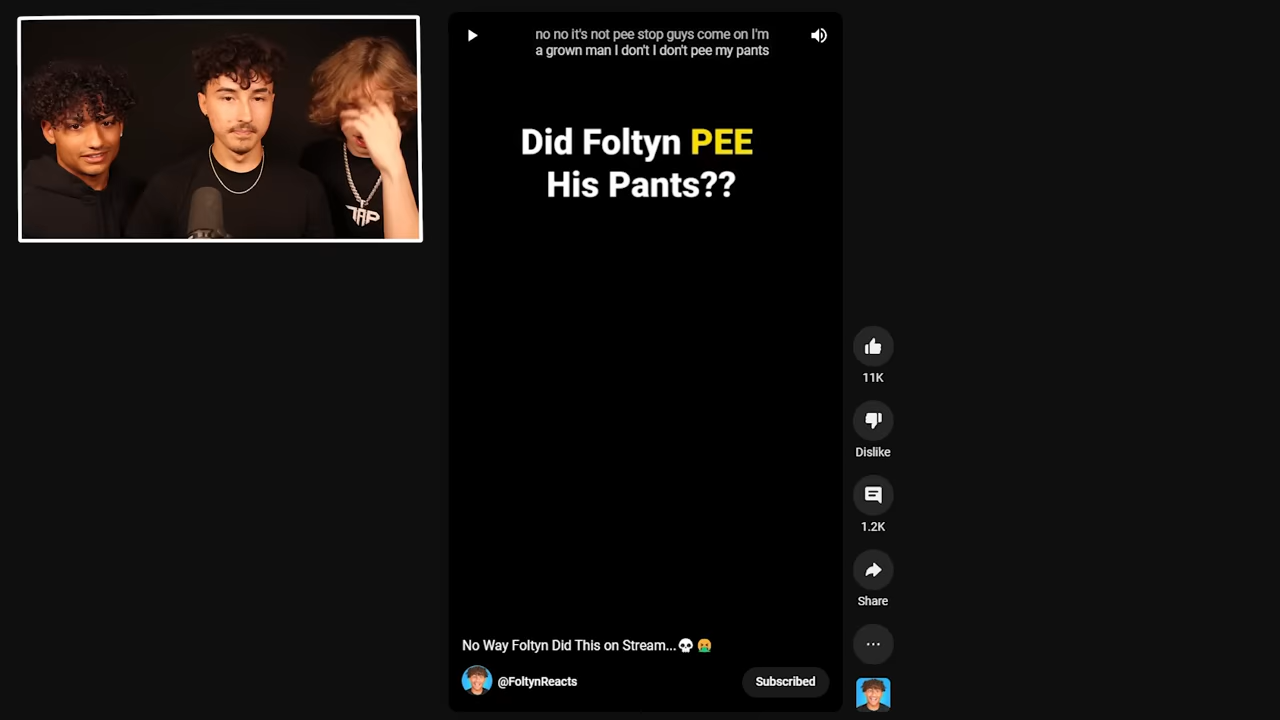 no no it's not pee stop guys come on I'm
a grown man I don't I don't pee my pants
Did Foltyn PEE
His Pants??
TAP
11K
Dislike
1.2K
Share
No Way Foltyn Did This on Stream...💀🤮
@FoltynReacts
Subscribed